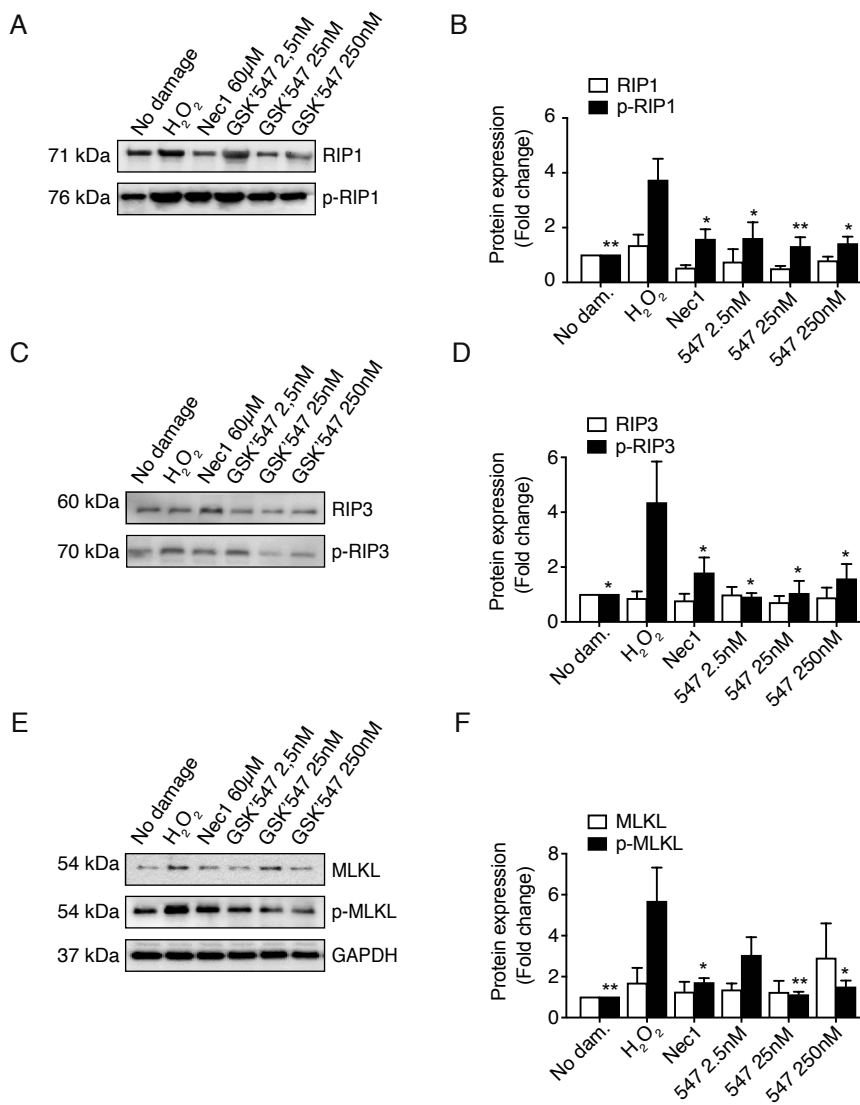 A
No damage
H₂O₂
Nec1 60µM
GSK'547 2,5nM
GSK'547 25nM
GSK'547 250nM
71 kDa
RIP1
76 kDa
p-RIP1
B
RIP1
p-RIP1
Protein expression
(Fold change)
6
4
2
0
**
*
*
**
*
No dam.
H₂O₂
Nec1
547 2.5nM
547 25nM
547 250nM
C
No damage
H₂O₂
Nec1 60µM
GSK'547 2,5nM
GSK'547 25nM
GSK'547 250nM
60 kDa
RIP3
70 kDa
p-RIP3
D
RIP3
p-RIP3
Protein expression
(Fold change)
6
4
2
0
*
*
*
*
*
No dam.
H₂O₂
Nec1
547 2.5nM
547 25nM
547 250nM
E
No damage
H₂O₂
Nec1 60µM
GSK'547 2,5nM
GSK'547 25nM
GSK'547 250nM
54 kDa
MLKL
54 kDa
p-MLKL
37 kDa
GAPDH
F
MLKL
p-MLKL
Protein expression
(Fold change)
8
6
4
2
0
**
*
**
*
No dam.
H₂O₂
Nec1
547 2.5nM
547 25nM
547 250nM